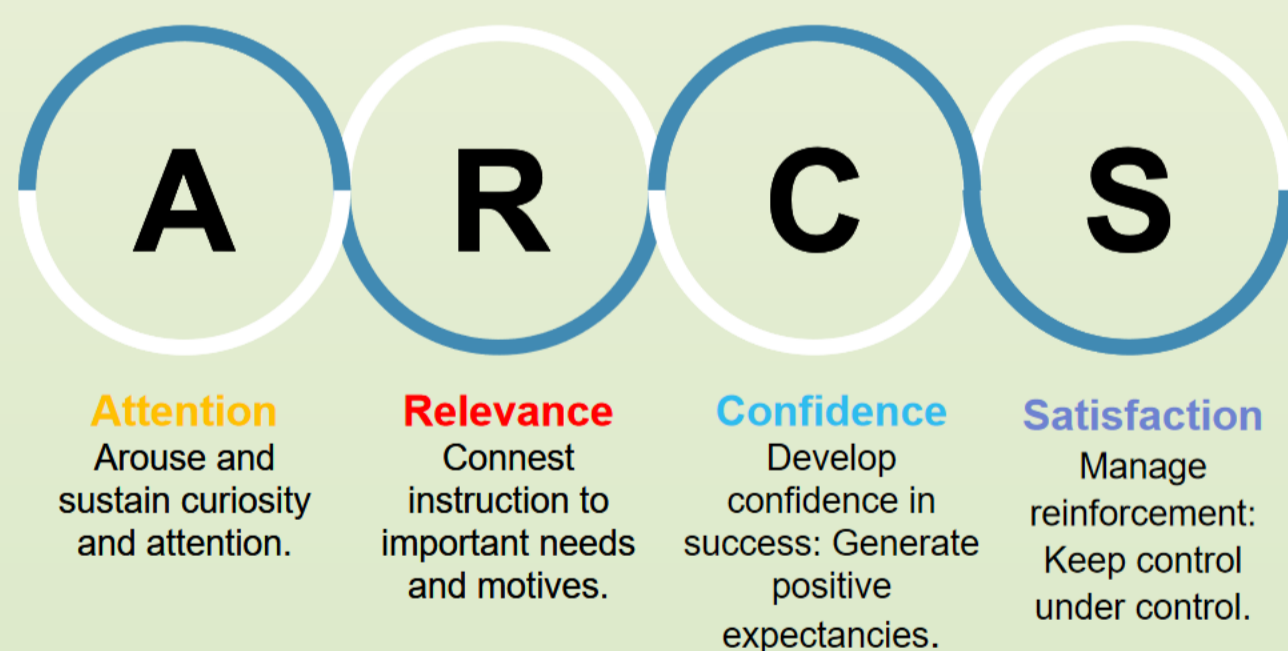 A R C S
Attention
Arouse and
sustain curiosity
and attention.
Relevance
Connest
instruction to
important needs
and motives.
Confidence
Develop
confidence in
success: Generate
positive
expectancies.
Satisfaction
Manage
reinforcement:
Keep control
under control.